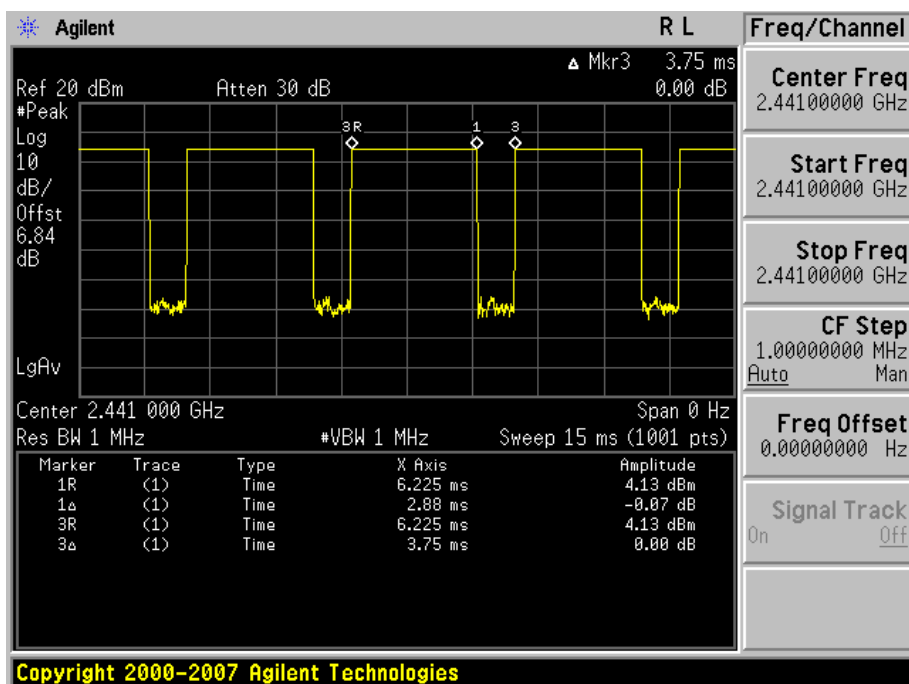 Agilent R L
Δ Mkr3 3.75 ms
Ref 20 dBm Atten 30 dB 0.00 dB
#Peak
Log
10
dB/
Offst
6.84
dB
LgAv
3R 1 3
Center 2.441 000 GHz Span 0 Hz
Res BW 1 MHz #VBW 1 MHz Sweep 15 ms (1001 pts)
Marker Trace Type X Axis Amplitude
1R (1) Time 6.225 ms 4.13 dBm
1Δ (1) Time 2.88 ms -0.07 dB
3R (1) Time 6.225 ms 4.13 dBm
3Δ (1) Time 3.75 ms 0.00 dB
Freq/Channel
Center Freq
2.44100000 GHz
Start Freq
2.44100000 GHz
Stop Freq
2.44100000 GHz
CF Step
1.00000000 MHz
Auto Man
Freq Offset
0.00000000 Hz
Signal Track
On Off
Copyright 2000-2007 Agilent Technologies